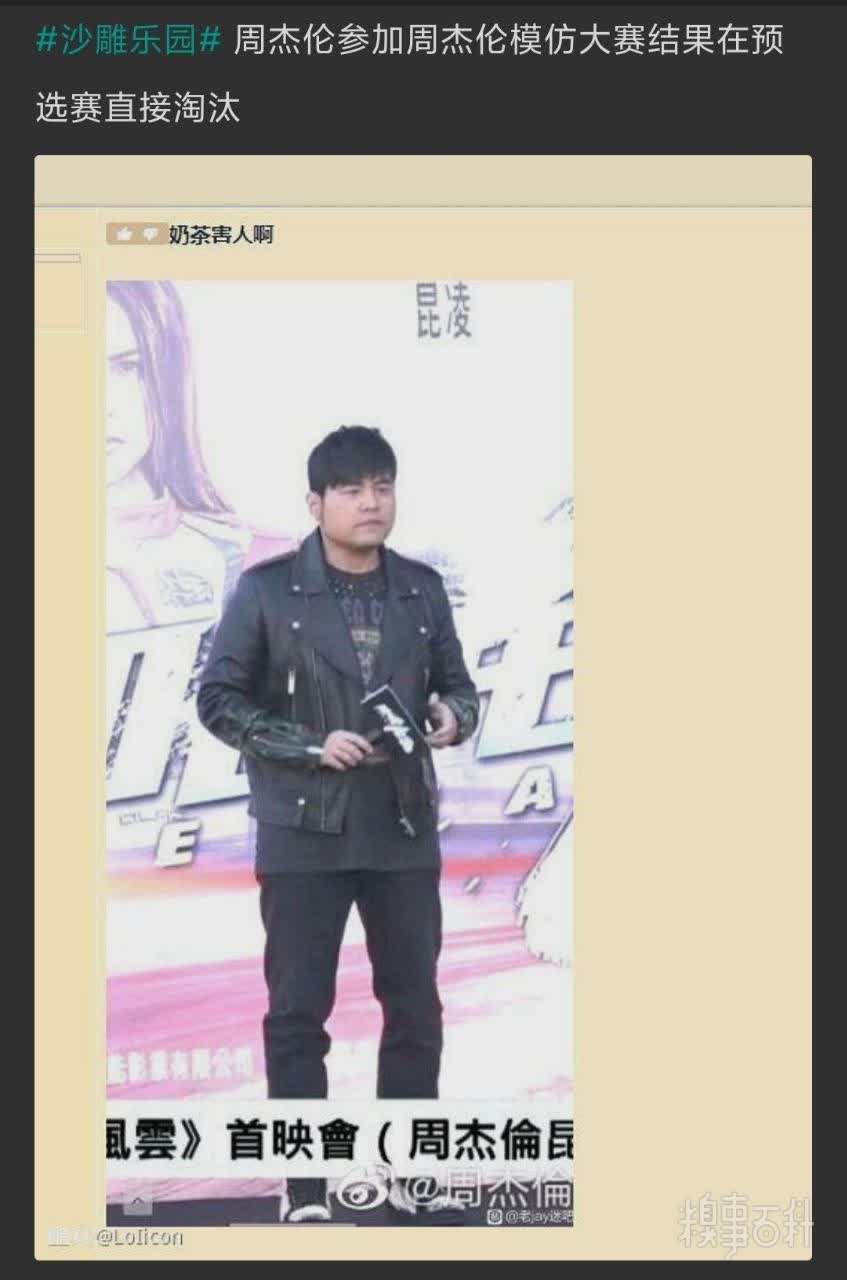 #沙雕乐园# 周杰伦参加周杰伦模仿大赛结果在预
选赛直接淘汰
奶茶害人啊
昆凌
E
A
影業有限公司
風雲》首映會(周杰倫昆
@周杰倫
@老jay迷吧
@Lolicon
糗事百科